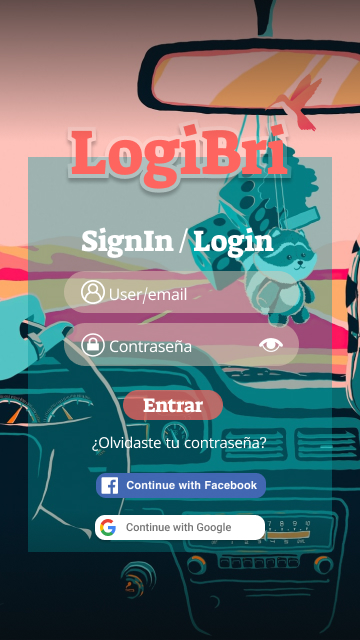 LogiBri
SignIn / Login
User/email
Contraseña
Entrar
¿Olvidaste tu contraseña?
Continue with Facebook
Continue with Google